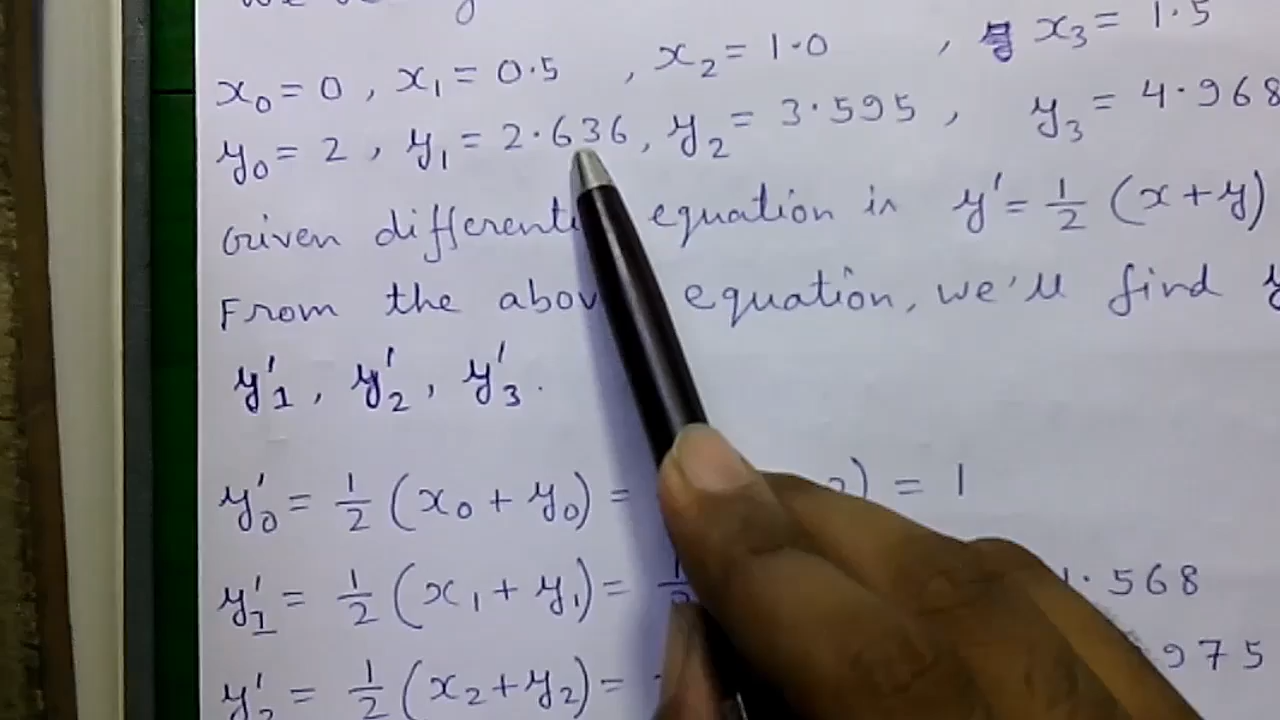 x₀ = 0 , x₁ = 0.5 , x₂ = 1.0 , x₃ = 1.5
y₀ = 2 , y₁ = 2.636 , y₂ = 3.595 , y₃ = 4.968
Given equation is y' = 1/2 (x + y)
From the equation, we'll find
y'₁ , y'₂ , y'₃ .
y'₀ = 1/2 (x₀ + y₀) = ) = 1
y'₁ = 1/2 (x₁ + y₁) = .568
y'₂ = 1/2 (x₂ + y₂) = 975